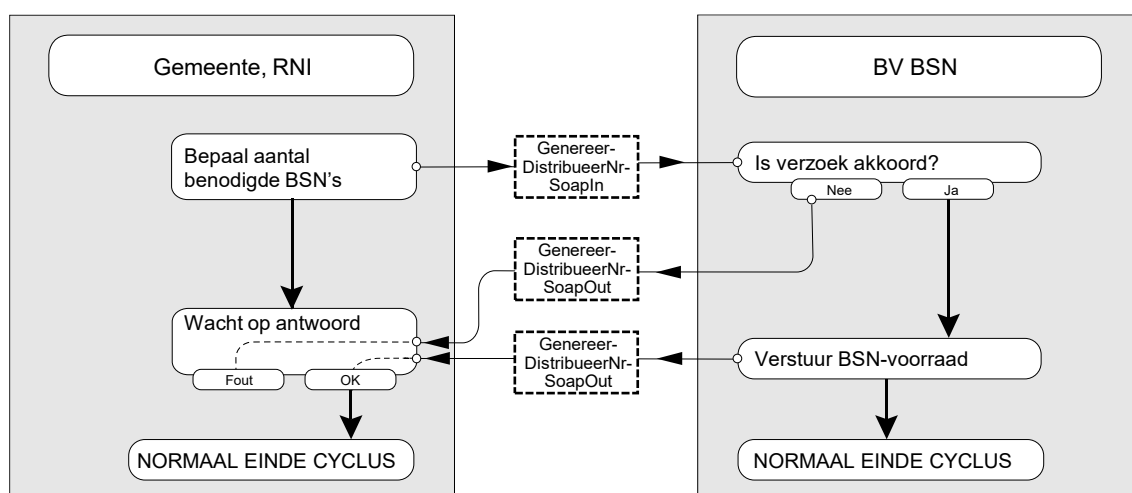 Gemeente, RNI
BV BSN
Bepaal aantal
benodigde BSN's
Genereer-
DistribueerNr-
SoapIn
Is verzoek akkoord?
Nee
Ja
Genereer-
DistribueerNr-
SoapOut
Wacht op antwoord
Fout
OK
Genereer-
DistribueerNr-
SoapOut
Verstuur BSN-voorraad
NORMAAL EINDE CYCLUS
NORMAAL EINDE CYCLUS